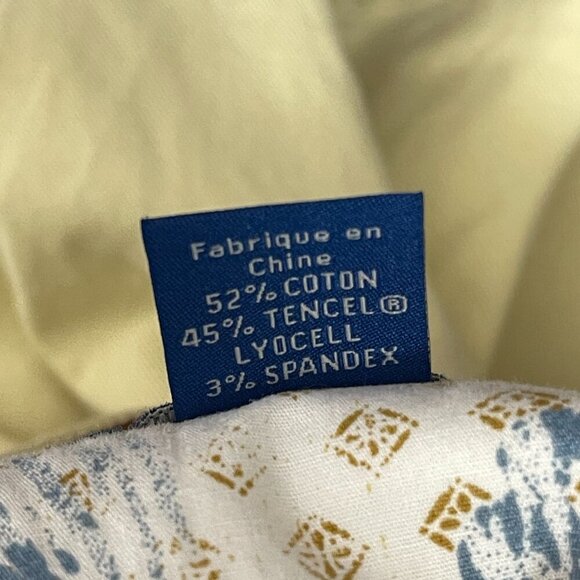 Fabrique en
Chine
52% COTON
45% TENCEL®
LYOCELL
3% SPANDEX